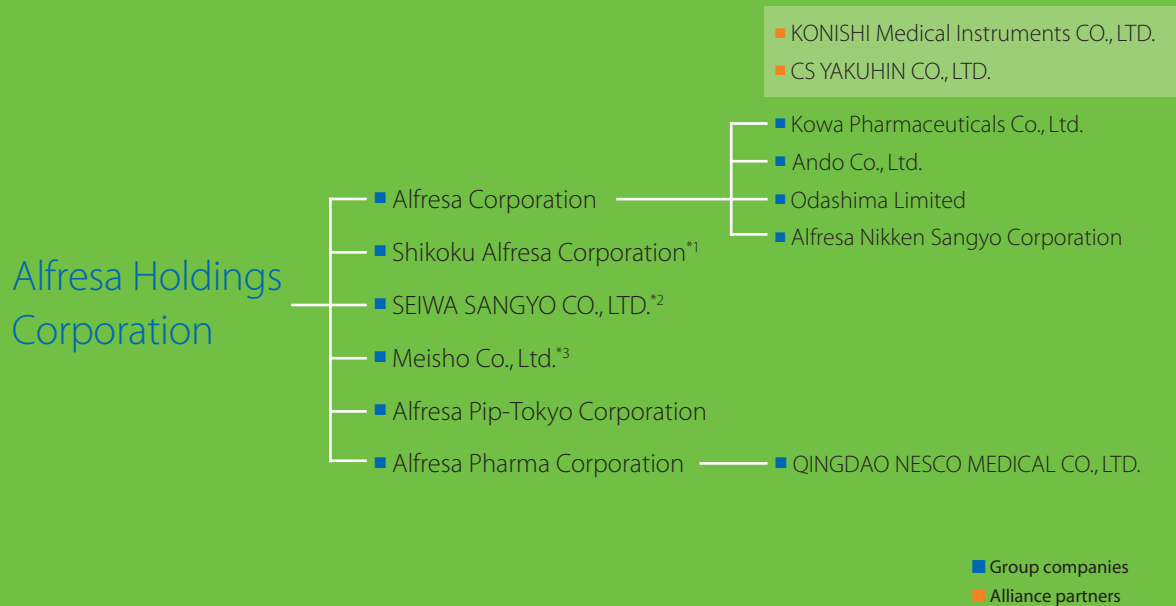 KONISHI Medical Instruments CO., LTD.
CS YAKUHIN CO., LTD.
Kowa Pharmaceuticals Co., Ltd.
Ando Co., Ltd.
Odashima Limited
Alfresa Nikken Sangyo Corporation
Alfresa Holdings
Corporation
Alfresa Corporation
Shikoku Alfresa Corporation*1
SEIWA SANGYO CO., LTD.*2
Meisho Co., Ltd.*3
Alfresa Pip-Tokyo Corporation
Alfresa Pharma Corporation
QINGDAO NESCO MEDICAL CO., LTD.
Group companies
Alliance partners